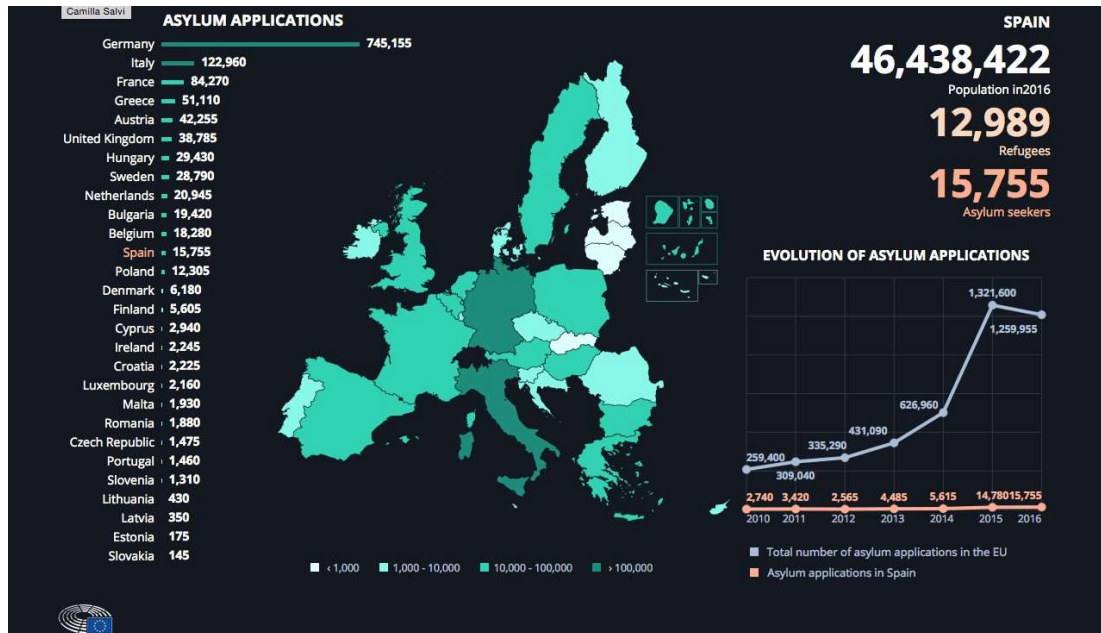 Camilla Salvi
ASYLUM APPLICATIONS
Germany 745,155
Italy 122,960
France 84,270
Greece 51,110
Austria 42,255
United Kingdom 38,785
Hungary 29,430
Sweden 28,790
Netherlands 20,945
Bulgaria 19,420
Belgium 18,280
Spain 15,755
Poland 12,305
Denmark 6,180
Finland 5,605
Cyprus 2,940
Ireland 2,245
Croatia 2,225
Luxembourg 2,160
Malta 1,930
Romania 1,880
Czech Republic 1,475
Portugal 1,460
Slovenia 1,310
Lithuania 430
Latvia 350
Estonia 175
Slovakia 145
‹ 1,000
1,000 - 10,000
10,000 - 100,000
› 100,000
SPAIN
46,438,422
Population in2016
12,989
Refugees
15,755
Asylum seekers
EVOLUTION OF ASYLUM APPLICATIONS
259,400
309,040
335,290
431,090
626,960
1,321,600
1,259,955
2,740 3,420 2,565 4,485 5,615 14,780 15,755
2010 2011 2012 2013 2014 2015 2016
Total number of asylum applications in the EU
Asylum applications in Spain